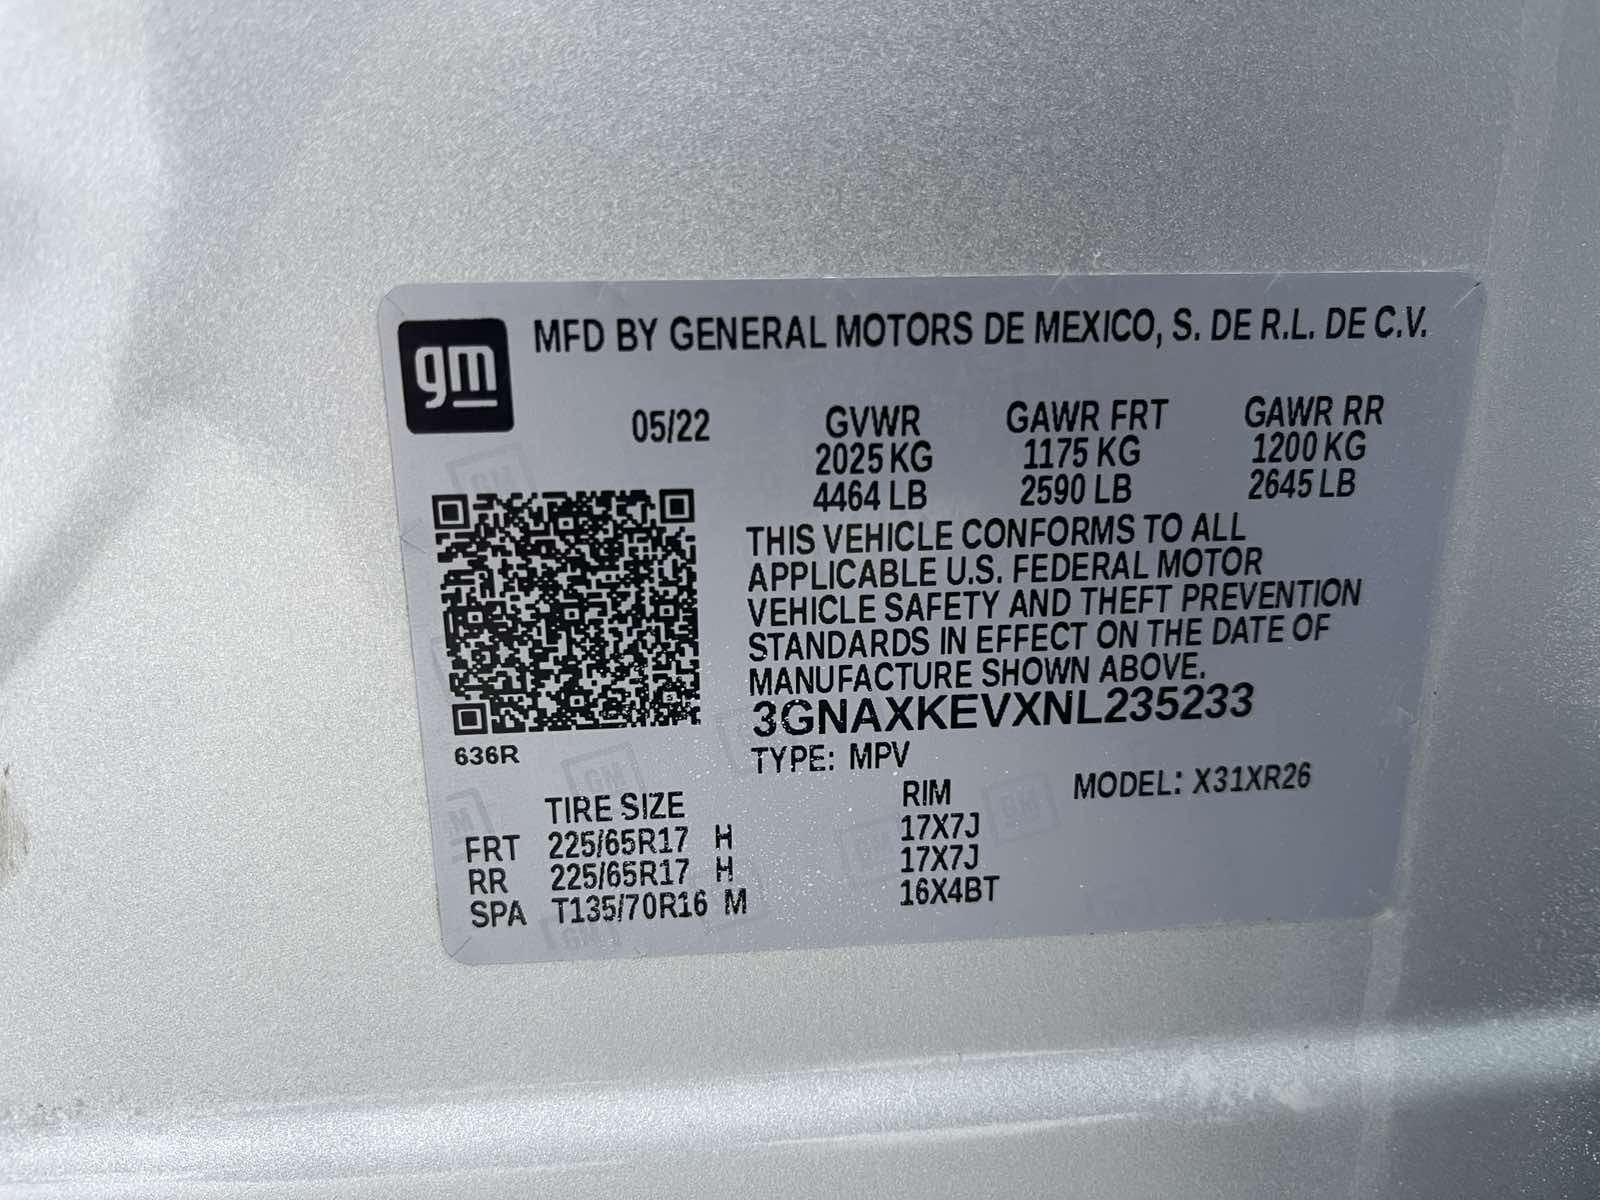 gm MFD BY GENERAL MOTORS DE MEXICO, S. DE R.L. DE C.V.
05/22 GVWR GAWR FRT GAWR RR
2025 KG 1175 KG 1200 KG
4464 LB 2590 LB 2645 LB
THIS VEHICLE CONFORMS TO ALL
APPLICABLE U.S. FEDERAL MOTOR
VEHICLE SAFETY AND THEFT PREVENTION
STANDARDS IN EFFECT ON THE DATE OF
MANUFACTURE SHOWN ABOVE.
3GNAXKEVXNL235233
636R TYPE: MPV
TIRE SIZE RIM MODEL: X31XR26
FRT 225/65R17 H 17X7J
RR 225/65R17 H 17X7J
SPA T135/70R16 M 16X4BT